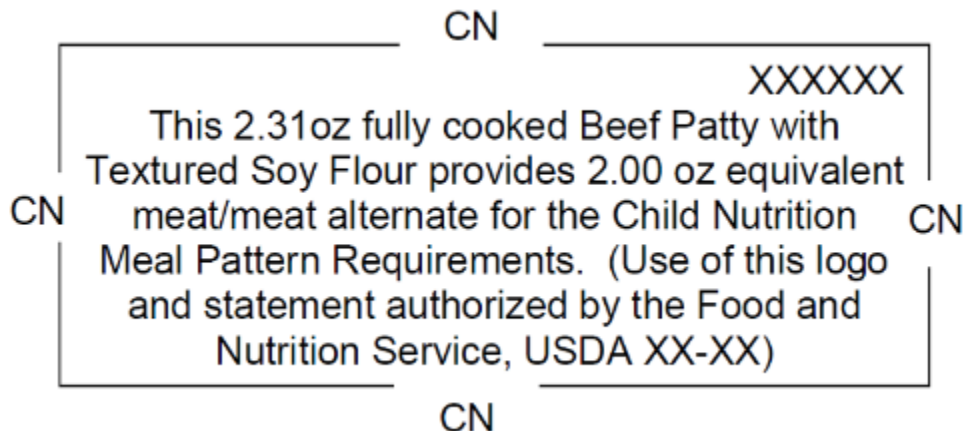 CN
XXXXXX
This 2.31oz fully cooked Beef Patty with
Textured Soy Flour provides 2.00 oz equivalent
CN meat/meat alternate for the Child Nutrition CN
Meal Pattern Requirements. (Use of this logo
and statement authorized by the Food and
Nutrition Service, USDA XX-XX)
CN